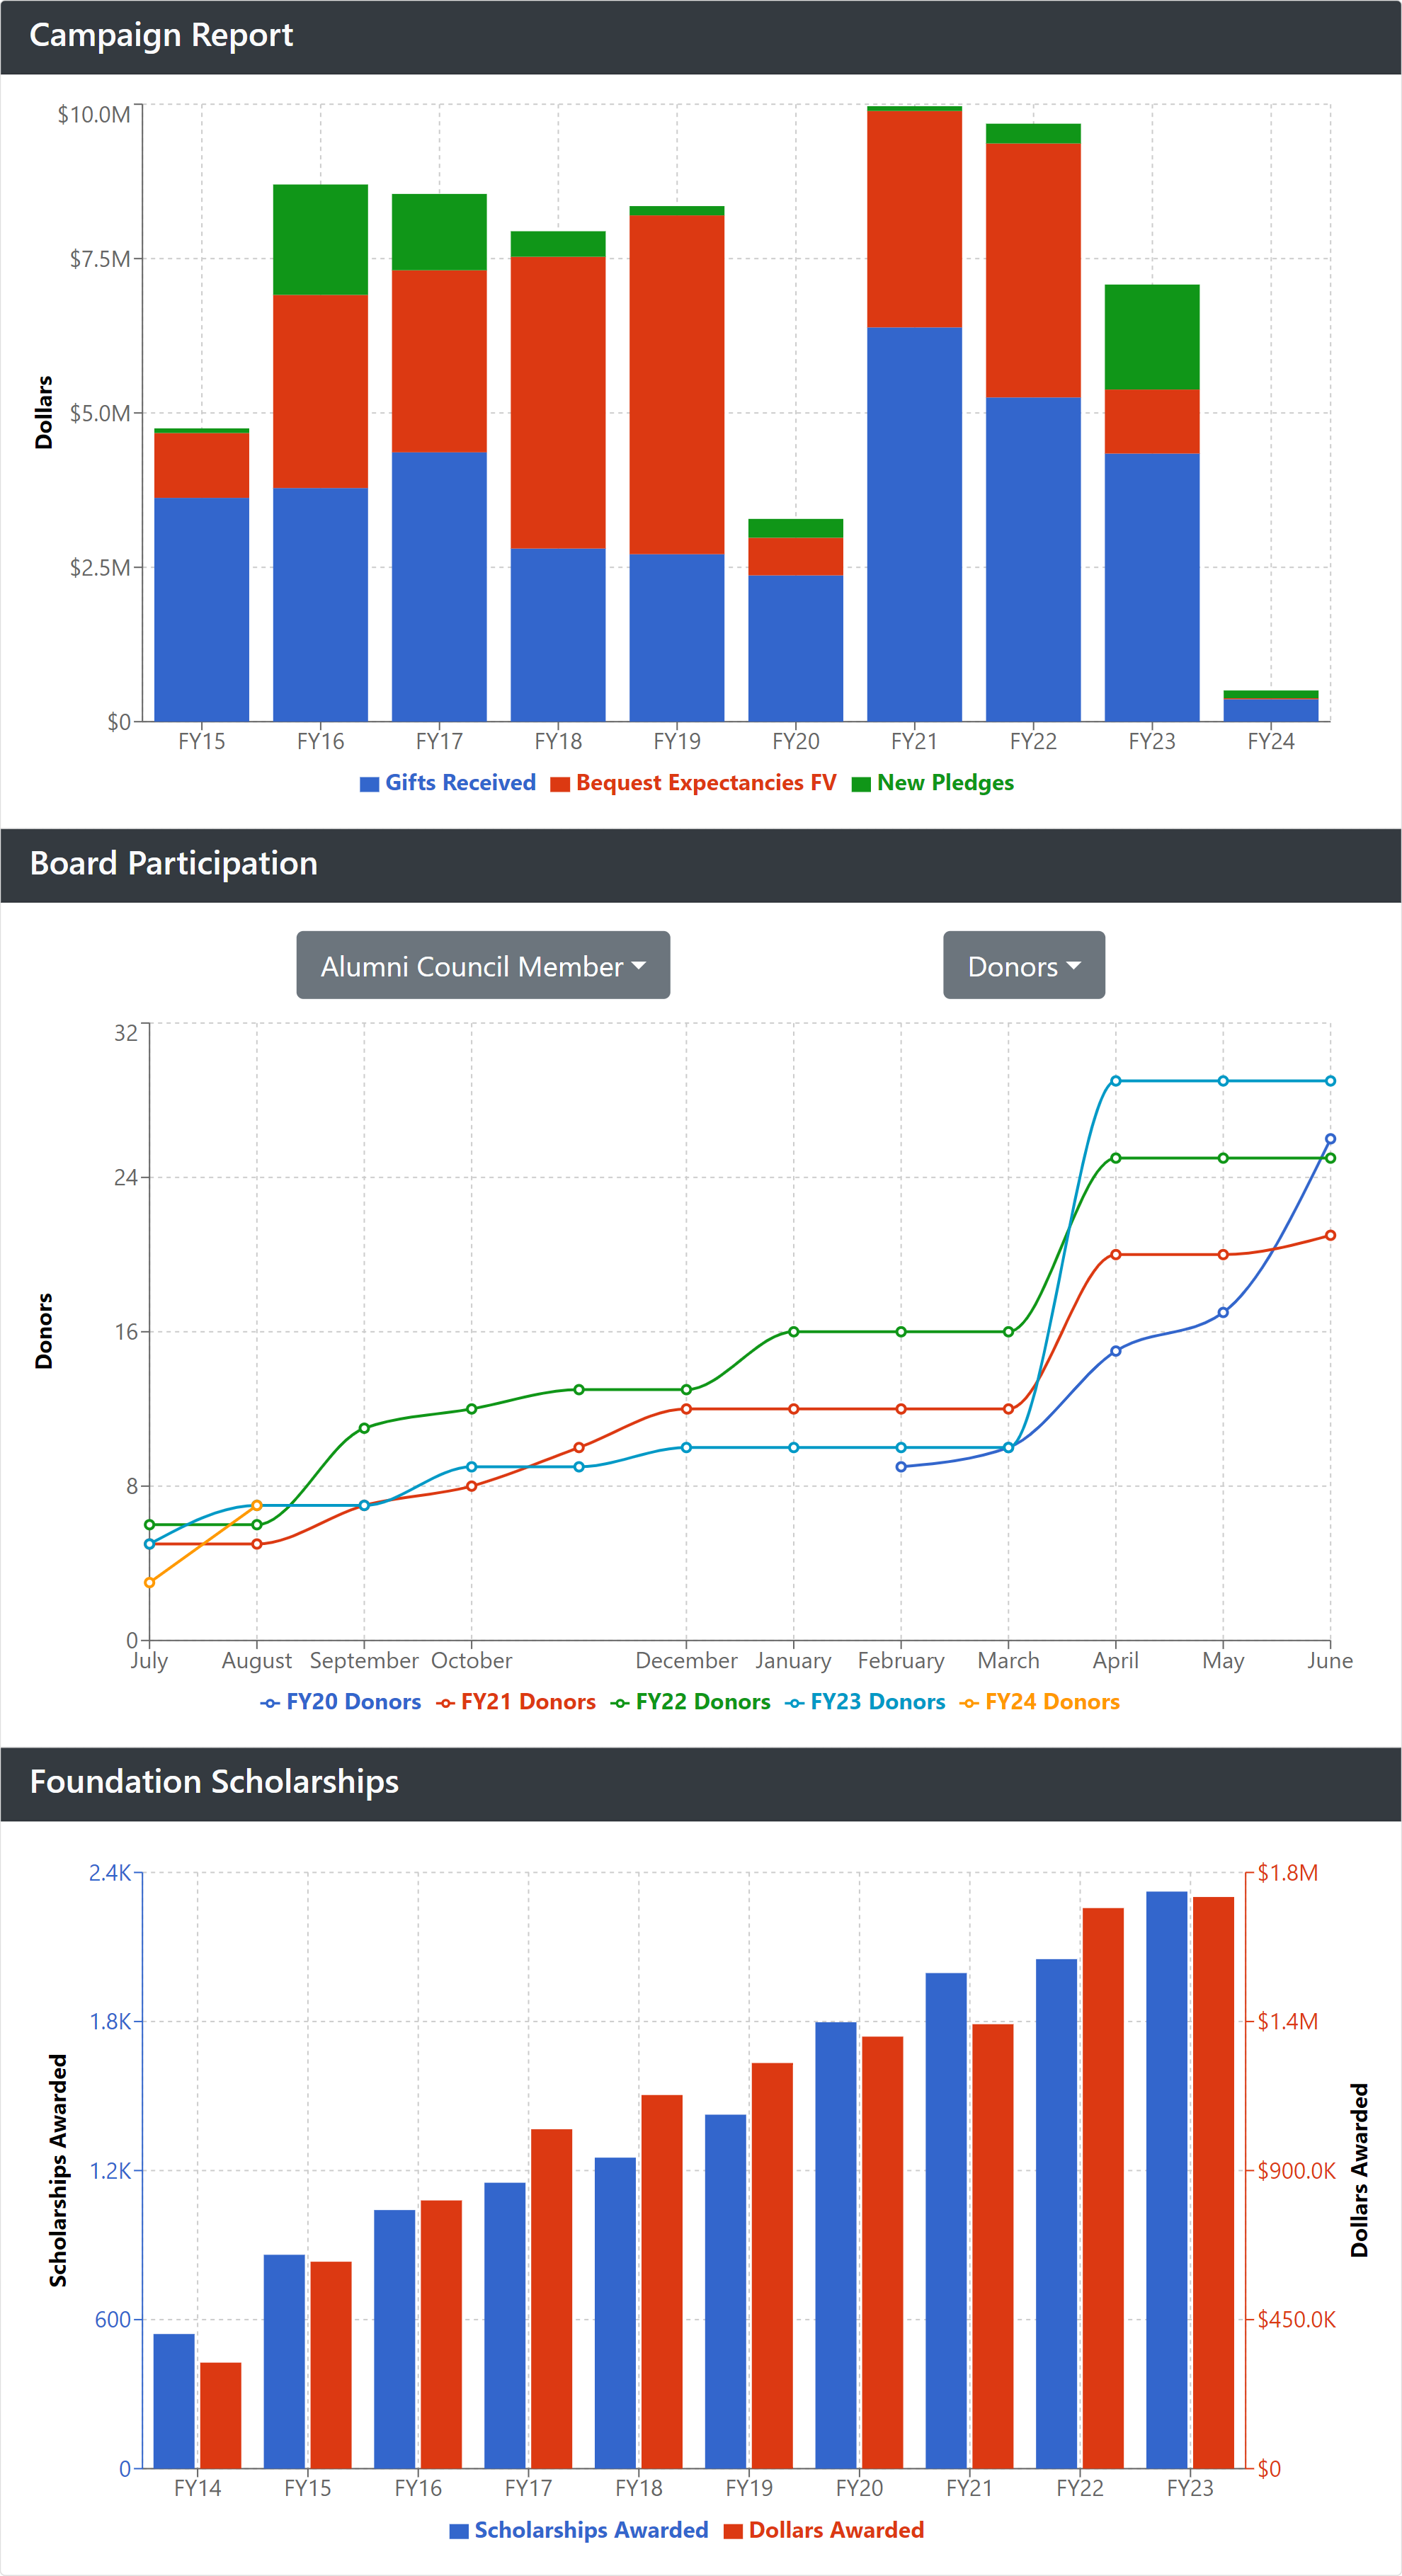 Campaign Report
$10.0M
$7.5M
$5.0M
$2.5M
$0
Dollars
FY15 FY16 FY17 FY18 FY19 FY20 FY21 FY22 FY23 FY24
Gifts Received Bequest Expectancies FV New Pledges
Board Participation
Alumni Council Member Donors
32
24
16
8
0
Donors
July August September October December January February March April May June
FY20 Donors FY21 Donors FY22 Donors FY23 Donors FY24 Donors
Foundation Scholarships
2.4K $1.8M
1.8K $1.4M
1.2K $900.0K
600 $450.0K
0 $0
Scholarships Awarded
Dollars Awarded
FY14 FY15 FY16 FY17 FY18 FY19 FY20 FY21 FY22 FY23
Scholarships Awarded Dollars Awarded